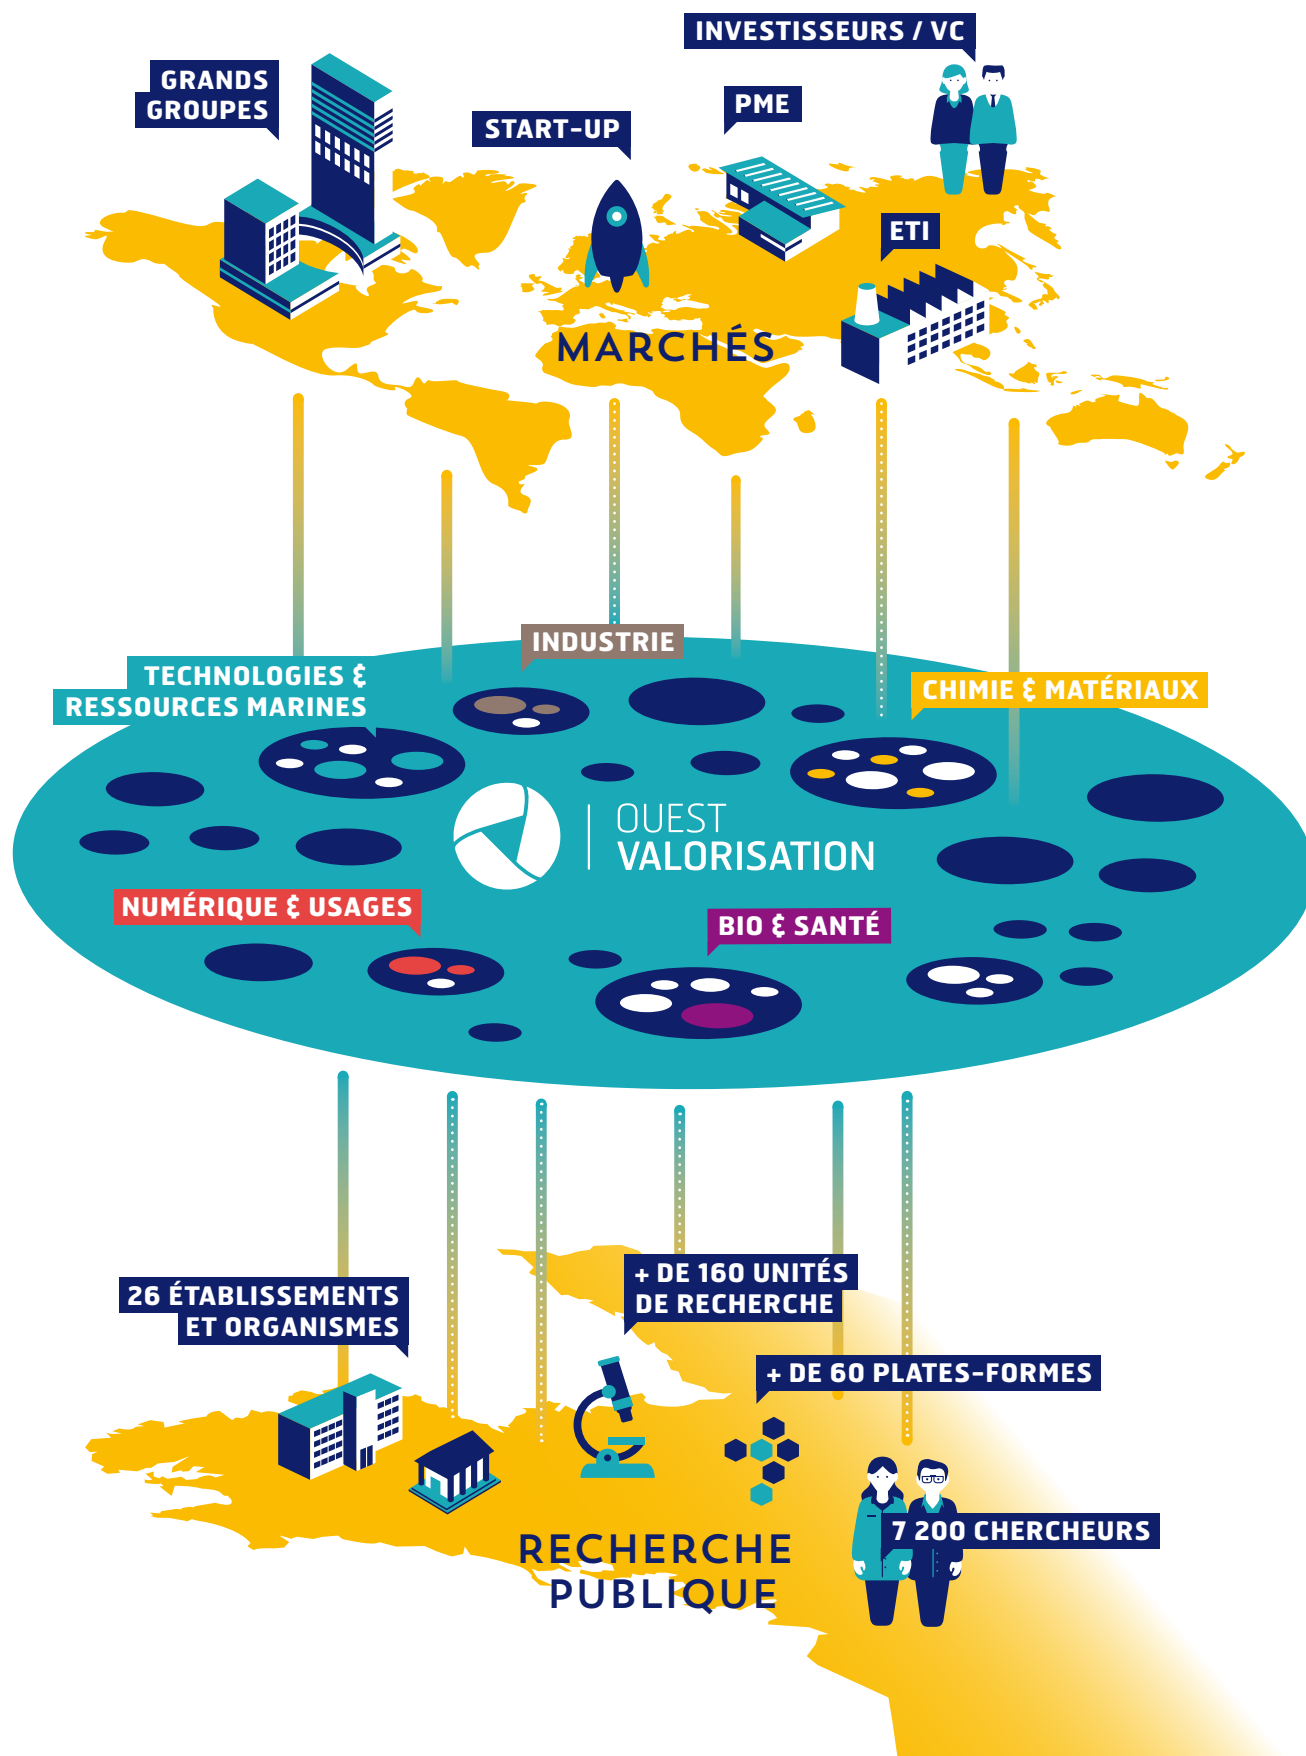 INVESTISSEURS / VC
GRANDS
GROUPES
PME
START-UP
ETI
MARCHÉS
INDUSTRIE
TECHNOLOGIES &
RESSOURCES MARINES
CHIMIE & MATÉRIAUX
OUEST
VALORISATION
NUMÉRIQUE & USAGES
BIO & SANTÉ
+ DE 160 UNITÉS
DE RECHERCHE
26 ÉTABLISSEMENTS
ET ORGANISMES
+ DE 60 PLATES-FORMES
7 200 CHERCHEURS
RECHERCHE
PUBLIQUE